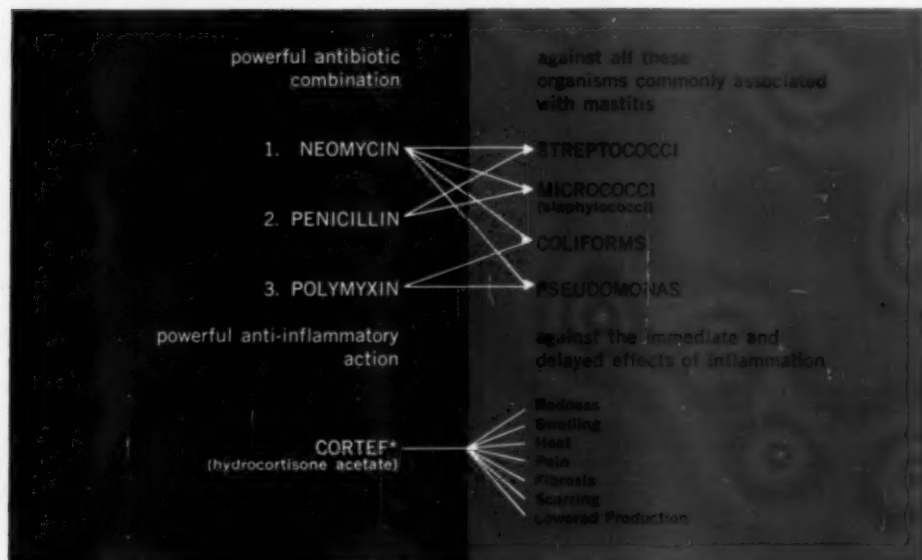 powerful antibiotic
combination
against all these
organisms commonly associated
with mastitis
1. NEOMYCIN
2. PENICILLIN
3. POLYMYXIN
STREPTOCOCCI
MICROCOCCI
(staphylococci)
COLIFORMS
PSEUDOMONAS
powerful anti-inflammatory
action
against the immediate and
delayed effects of inflammation
CORTEF*
(hydrocortisone acetate)
Redness
Swelling
Heat
Pain
Fibrosis
Scarring
Lowered Production